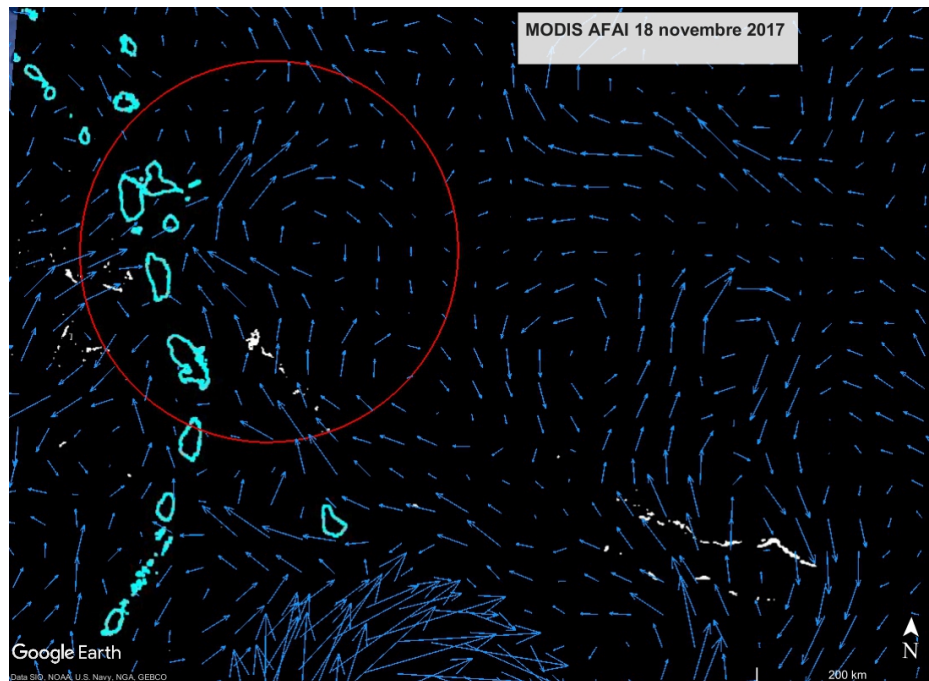 MODIS AFAI 18 novembre 2017
N
Google Earth
Data SIO, NOAA, U.S. Navy, NGA, GEBCO
200 km